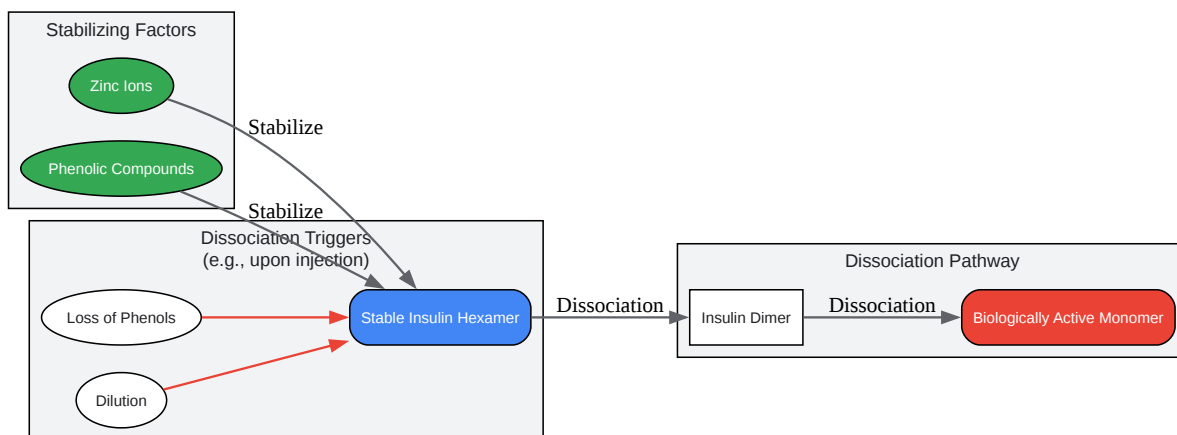 Stabilizing Factors
Zinc Ions
Stabilize
Phenolic Compounds
Stabilize
Dissociation Triggers
(e.g., upon injection)
Loss of Phenols
Stable Insulin Hexamer
Dilution
Dissociation
Dissociation Pathway
Insulin Dimer
Dissociation
Biologically Active Monomer